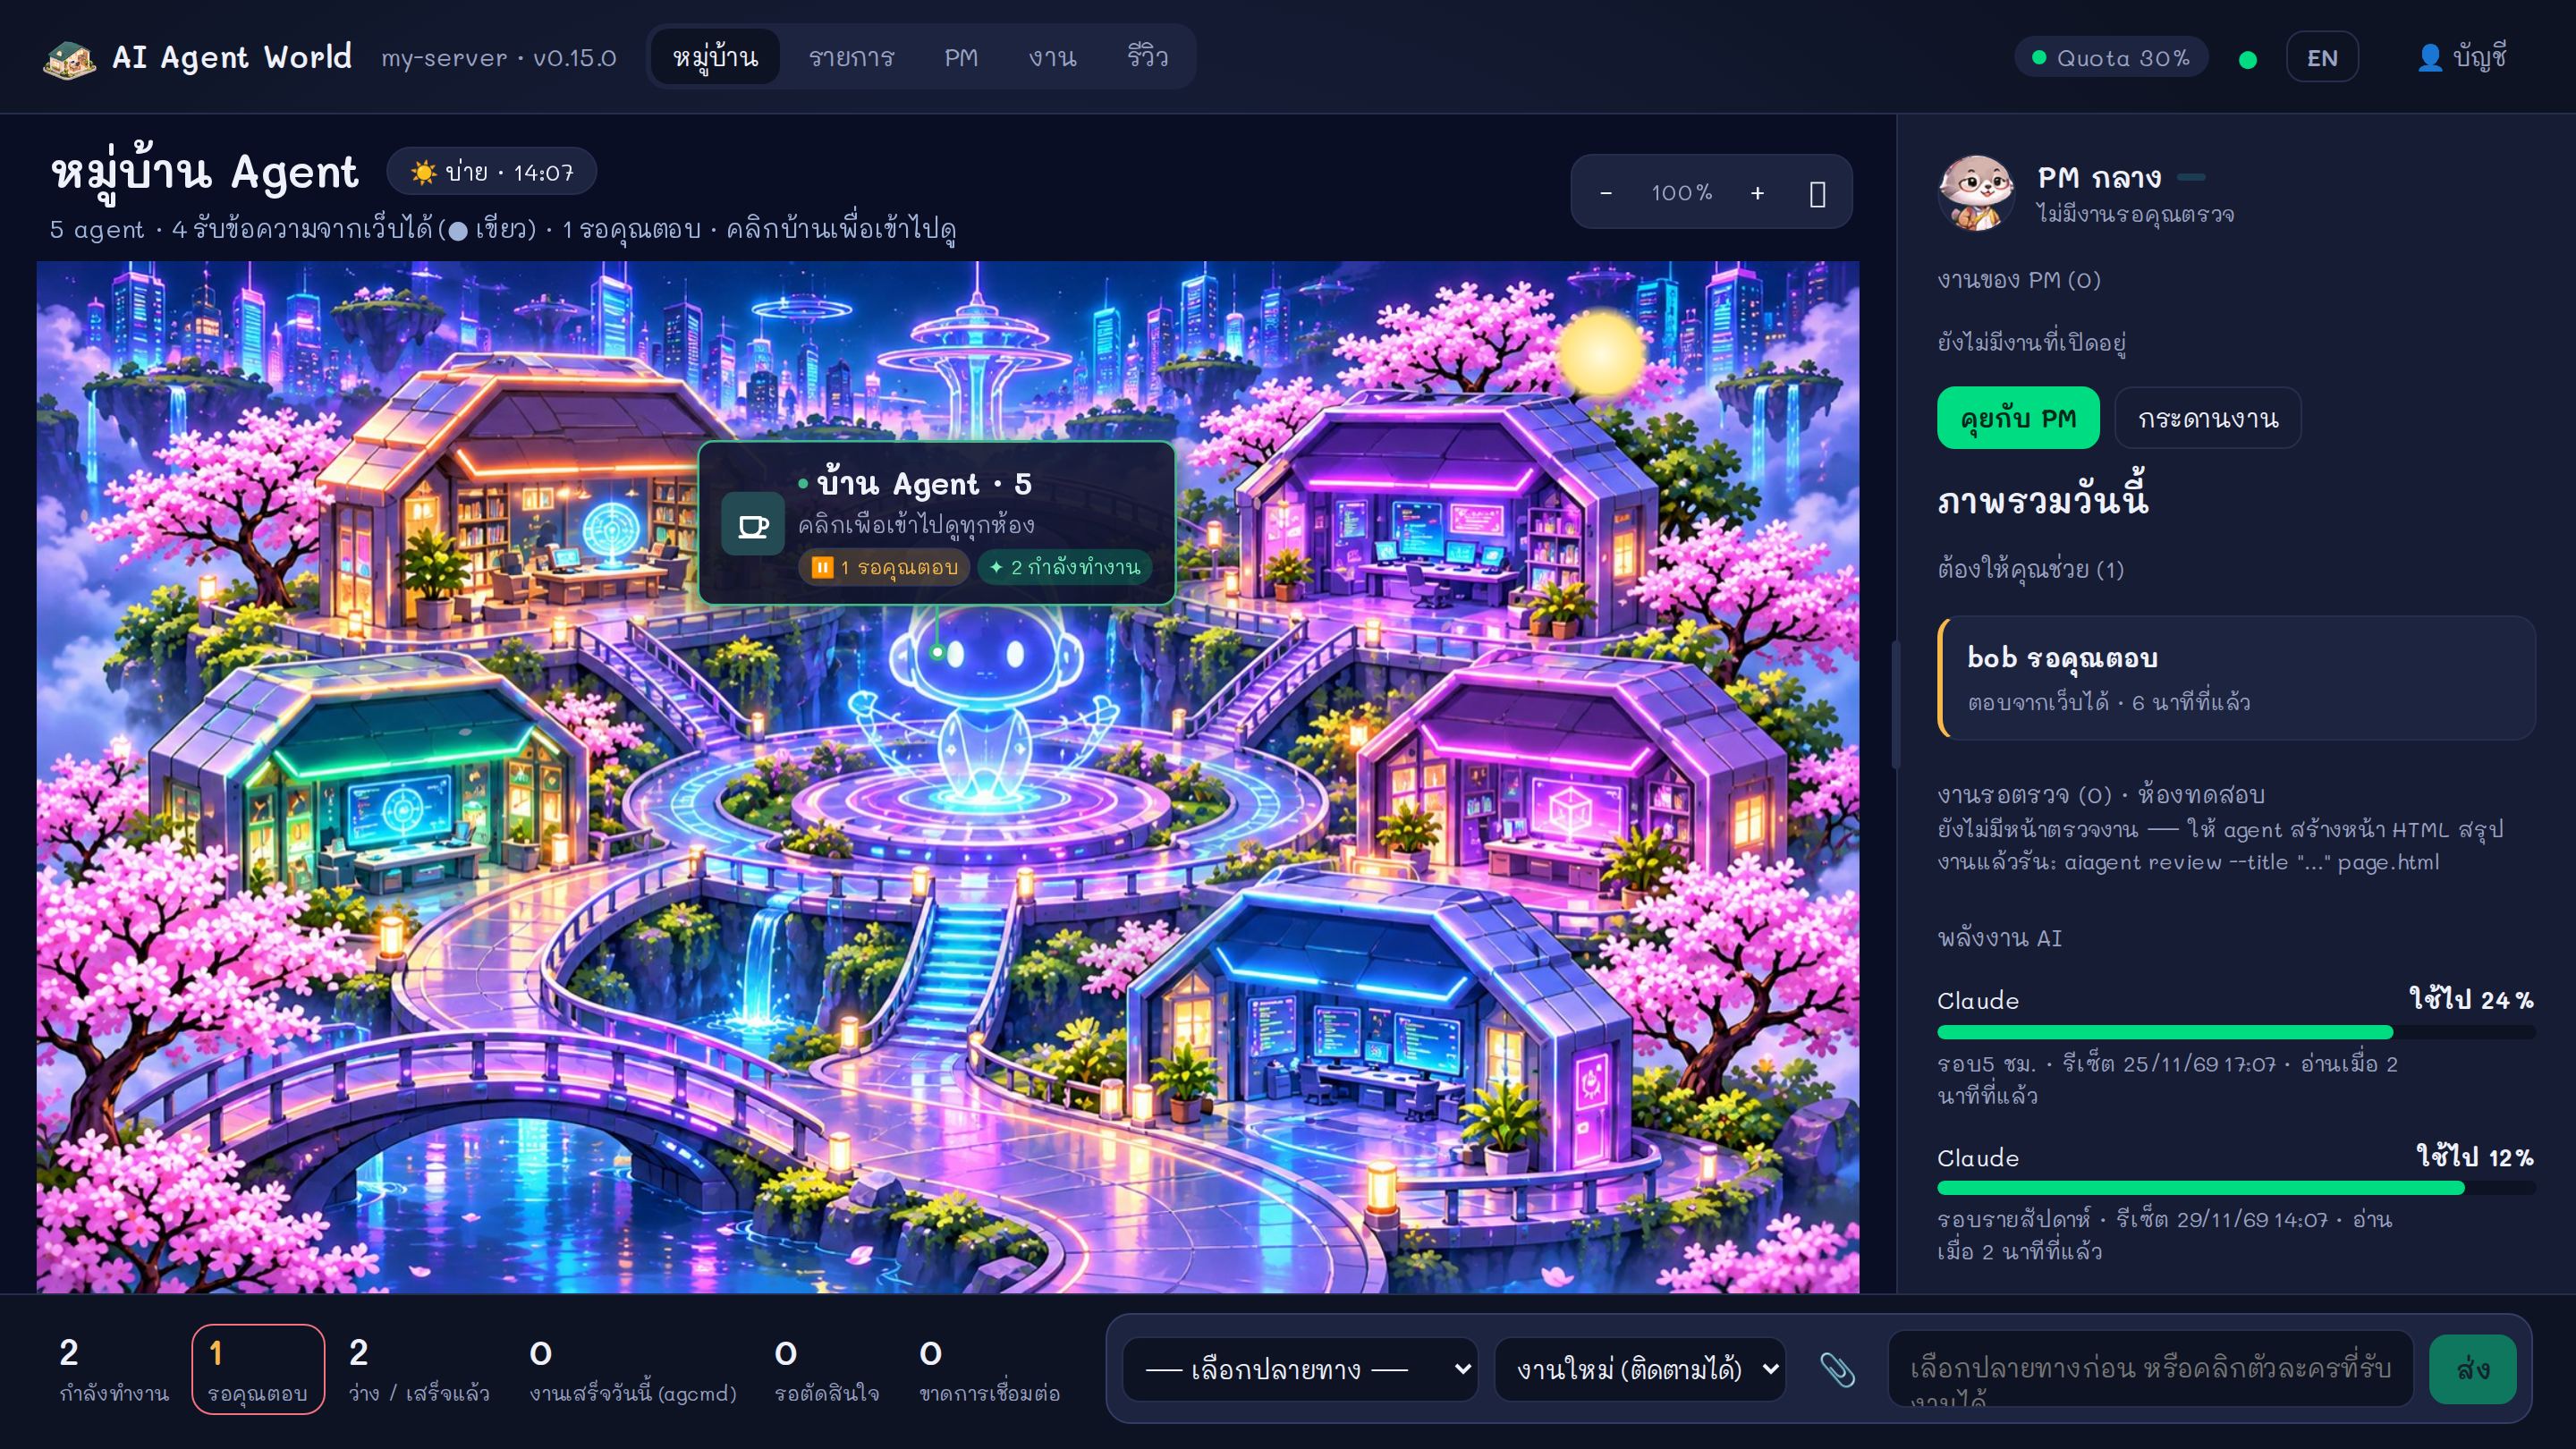 AI Agent World
my-server · v0.15.0
หมู่บ้าน
รายการ
PM
งาน
รีวิว
Quota 30%
EN
บัญชี
หมู่บ้าน Agent
บ่าย · 14:07
5 agent · 4 รับข้อความจากเว็บได้ (● เขียว) · 1 รอคุณตอบ · คลิกบ้านเพื่อเข้าไปดู
− 100% +
บ้าน Agent · 5
คลิกเพื่อเข้าไปดูทุกห้อง
1 รอคุณตอบ
✦ 2 กำลังทำงาน
PM กลาง
ไม่มีงานรอคุณตรวจ
งานของ PM (0)
ยังไม่มีงานที่เปิดอยู่
คุยกับ PM
กระดานงาน
ภาพรวมวันนี้
ต้องให้คุณช่วย (1)
bob รอคุณตอบ
ตอบจากเว็บได้ · 6 นาทีที่แล้ว
งานรอตรวจ (0) · ห้องทดสอบ
ยังไม่มีหน้าตรวจงาน — ให้ agent สร้างหน้า HTML สรุป
งานแล้วรัน: aiagent review --title "..." page.html
พลังงาน AI
Claude
ใช้ไป 24%
รอบ5 ชม. · รีเซ็ต 25/11/69 17:07 · อ่านเมื่อ 2
นาทีที่แล้ว
Claude
ใช้ไป 12%
รอบรายสัปดาห์ · รีเซ็ต 29/11/69 14:07 · อ่าน
เมื่อ 2 นาทีที่แล้ว
2
กำลังทำงาน
1
รอคุณตอบ
2
ว่าง / เสร็จแล้ว
0
งานเสร็จวันนี้ (agcmd)
0
รอตัดสินใจ
0
ขาดการเชื่อมต่อ
— เลือกปลายทาง —
งานใหม่ (ติดตามได้)
เลือกปลายทางก่อน หรือคลิกตัวละครที่รับ
งานได้
ส่ง